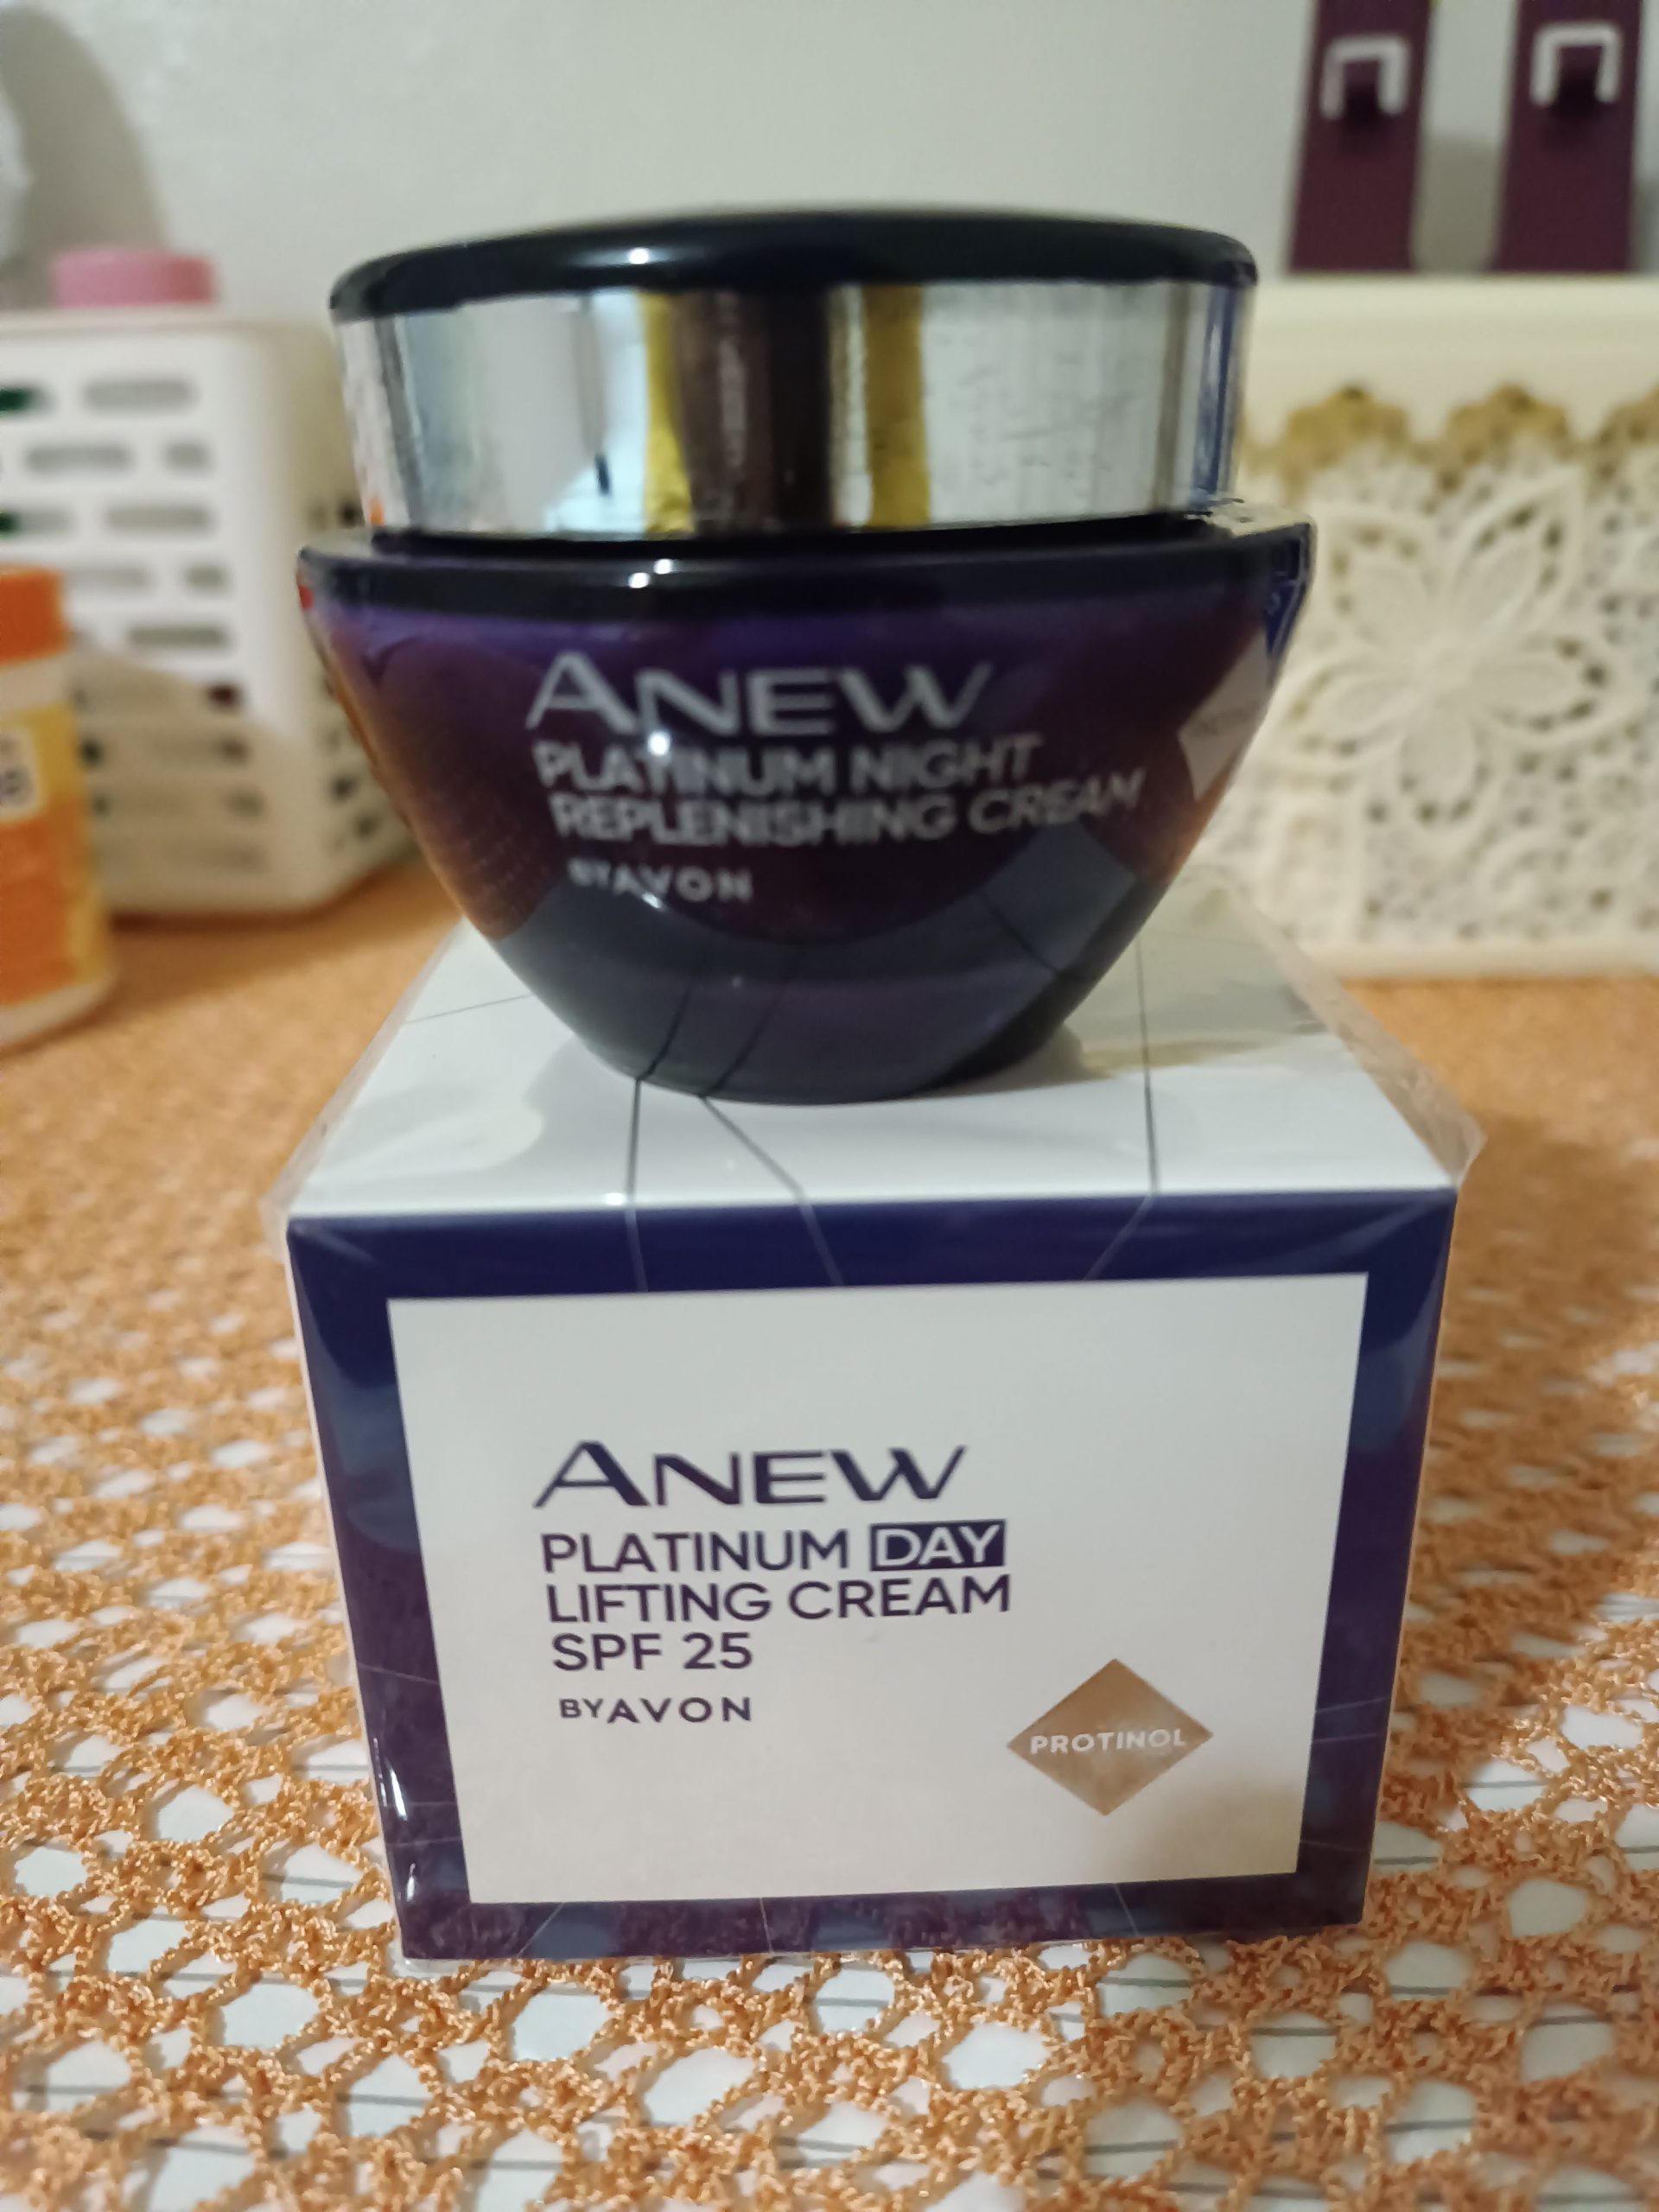 ANEW
PLATINUM NIGHT
REPLENISHING CREAM
BY AVON
ANEW
PLATINUM DAY
LIFTING CREAM
SPF 25
BY AVON
PROTINOL